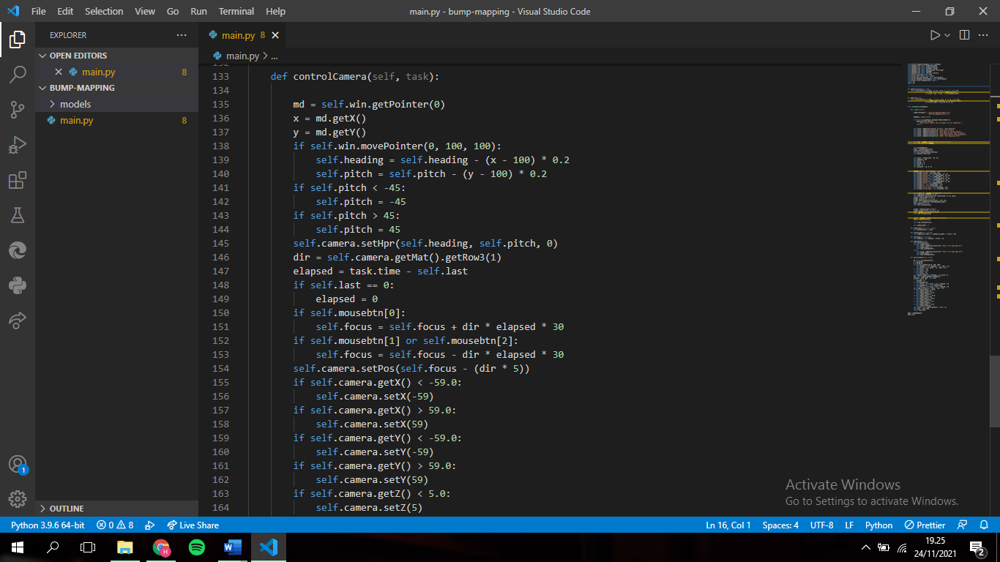 File Edit Selection View Go Run Terminal Help main.py - bump-mapping - Visual Studio Code
EXPLORER
OPEN EDITORS
main.py 8
BUMP-MAPPING
models
main.py 8
OUTLINE
main.py 8
main.py > ...
133 def controlCamera(self, task):
134
135 md = self.win.getPointer(0)
136 x = md.getX()
137 y = md.getY()
138 if self.win.movePointer(0, 100, 100):
139 self.heading = self.heading - (x - 100) * 0.2
140 self.pitch = self.pitch - (y - 100) * 0.2
141 if self.pitch < -45:
142 self.pitch = -45
143 if self.pitch > 45:
144 self.pitch = 45
145 self.camera.setHpr(self.heading, self.pitch, 0)
146 dir = self.camera.getMat().getRow3(1)
147 elapsed = task.time - self.last
148 if self.last == 0:
149 elapsed = 0
150 if self.mousebtn[0]:
151 self.focus = self.focus + dir * elapsed * 30
152 if self.mousebtn[1] or self.mousebtn[2]:
153 self.focus = self.focus - dir * elapsed * 30
154 self.camera.setPos(self.focus - (dir * 5))
155 if self.camera.getX() < -59.0:
156 self.camera.setX(-59)
157 if self.camera.getX() > 59.0:
158 self.camera.setX(59)
159 if self.camera.getY() < -59.0:
160 self.camera.setY(-59)
161 if self.camera.getY() > 59.0:
162 self.camera.setY(59)
163 if self.camera.getZ() < 5.0:
164 self.camera.setZ(5)
Activate Windows
Go to Settings to activate Windows.
1
Python 3.9.6 64-bit 0 8 Live Share Ln 16, Col 1 Spaces: 4 UTF-8 LF Python Prettier
19.25
24/11/2021
2